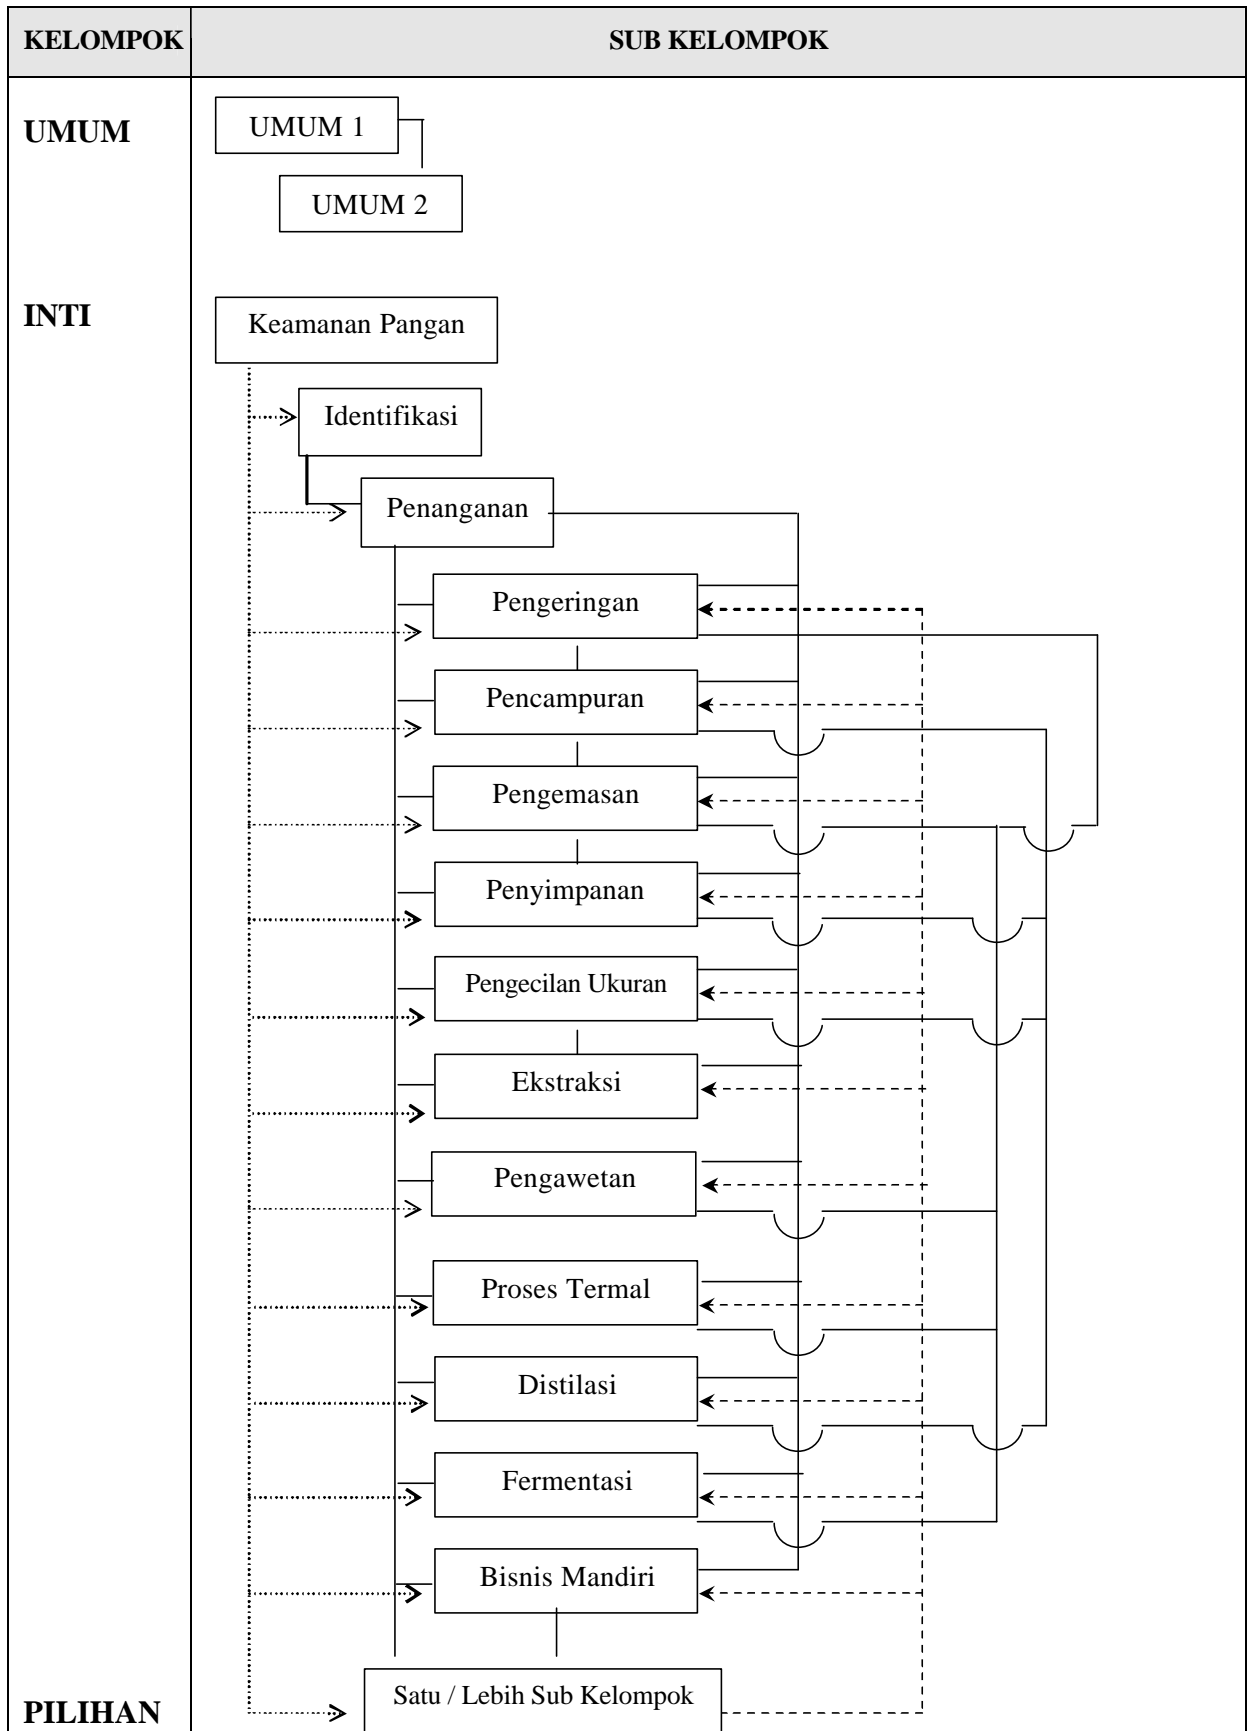 KELOMPOK SUB KELOMPOK
UMUM
UMUM 1
UMUM 2
INTI
Keamanan Pangan
Identifikasi
Penanganan
Pengeringan
Pencampuran
Pengemasan
Penyimpanan
Pengecilan Ukuran
Ekstraksi
Pengawetan
Proses Termal
Distilasi
Fermentasi
Bisnis Mandiri
PILIHAN
Satu / Lebih Sub Kelompok